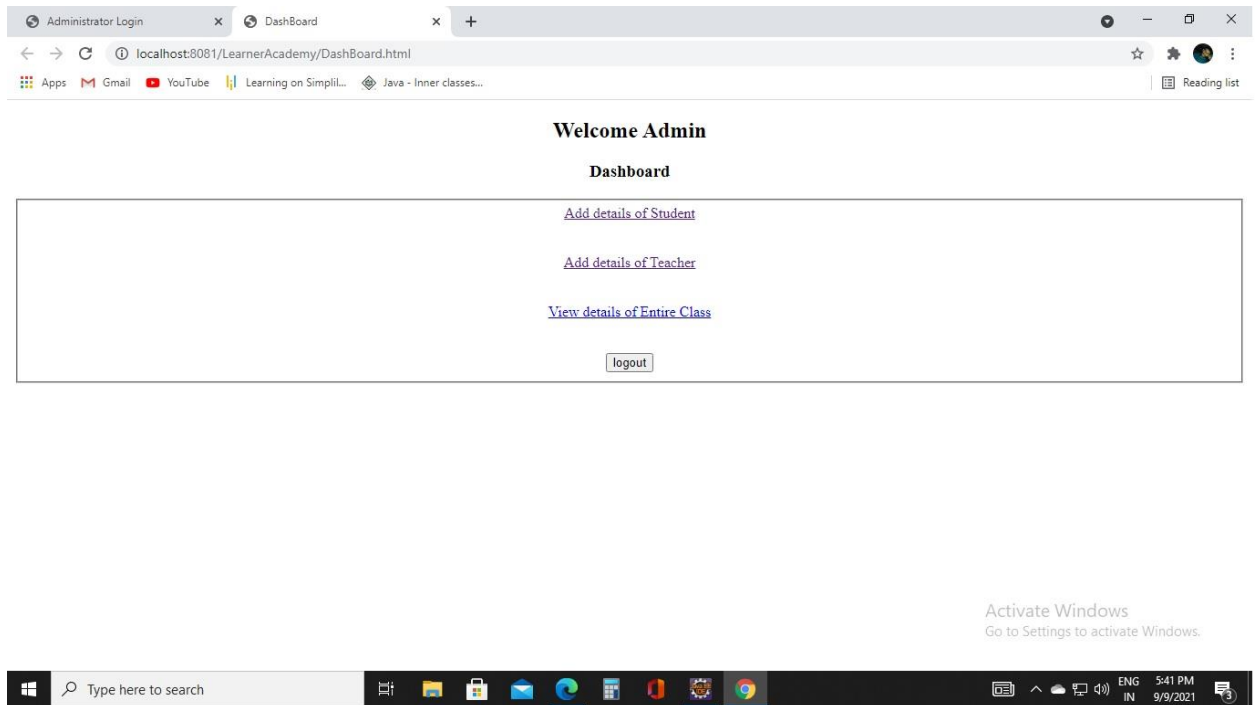 Administrator Login
DashBoard
localhost:8081/LearnerAcademy/DashBoard.html
Apps Gmail YouTube Learning on Simplil... Java - Inner classes... Reading list
Welcome Admin
Dashboard
Add details of Student
Add details of Teacher
View details of Entire Class
logout
Activate Windows
Go to Settings to activate Windows.
Type here to search
ENG 5:41 PM
IN 9/9/2021
3